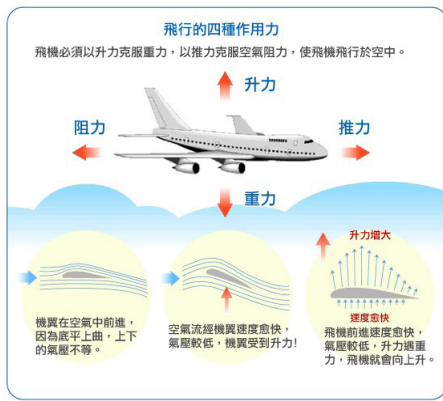 飛行的四種作用力
飛機必須以升力克服重力，以推力克服空氣阻力，使飛機飛行於空中。
升力
阻力
推力
重力
機翼在空氣中前進，
因為底平上曲，上下
的氣壓不等。
空氣流經機翼速度愈快，
氣壓較低，機翼受到升力!
升力增大
速度愈快
飛機前進速度愈快，
氣壓較低，升力遇重
力，飛機就會向上升。